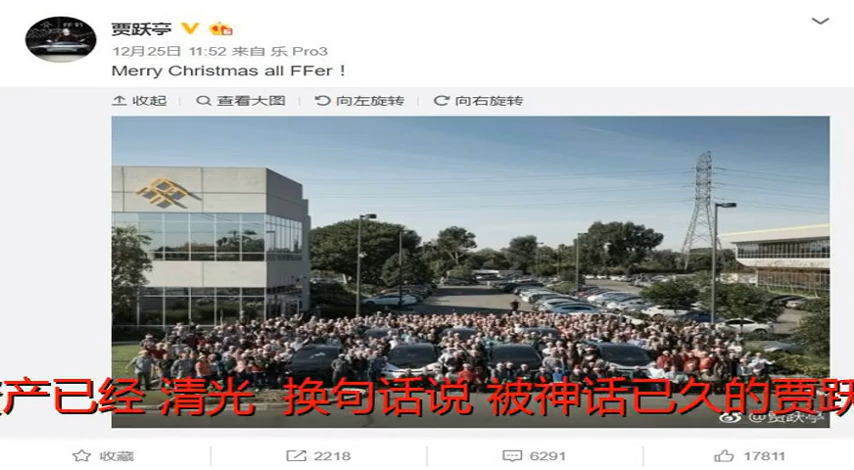 贾跃亭
12月25日 11:52 来自 乐 Pro3
Merry Christmas all FFer！
收起 查看大图 向左旋转 向右旋转
产已经 清光 换句话说 被神话已久的贾跃
@贾跃亭
收藏 2218 6291 17811